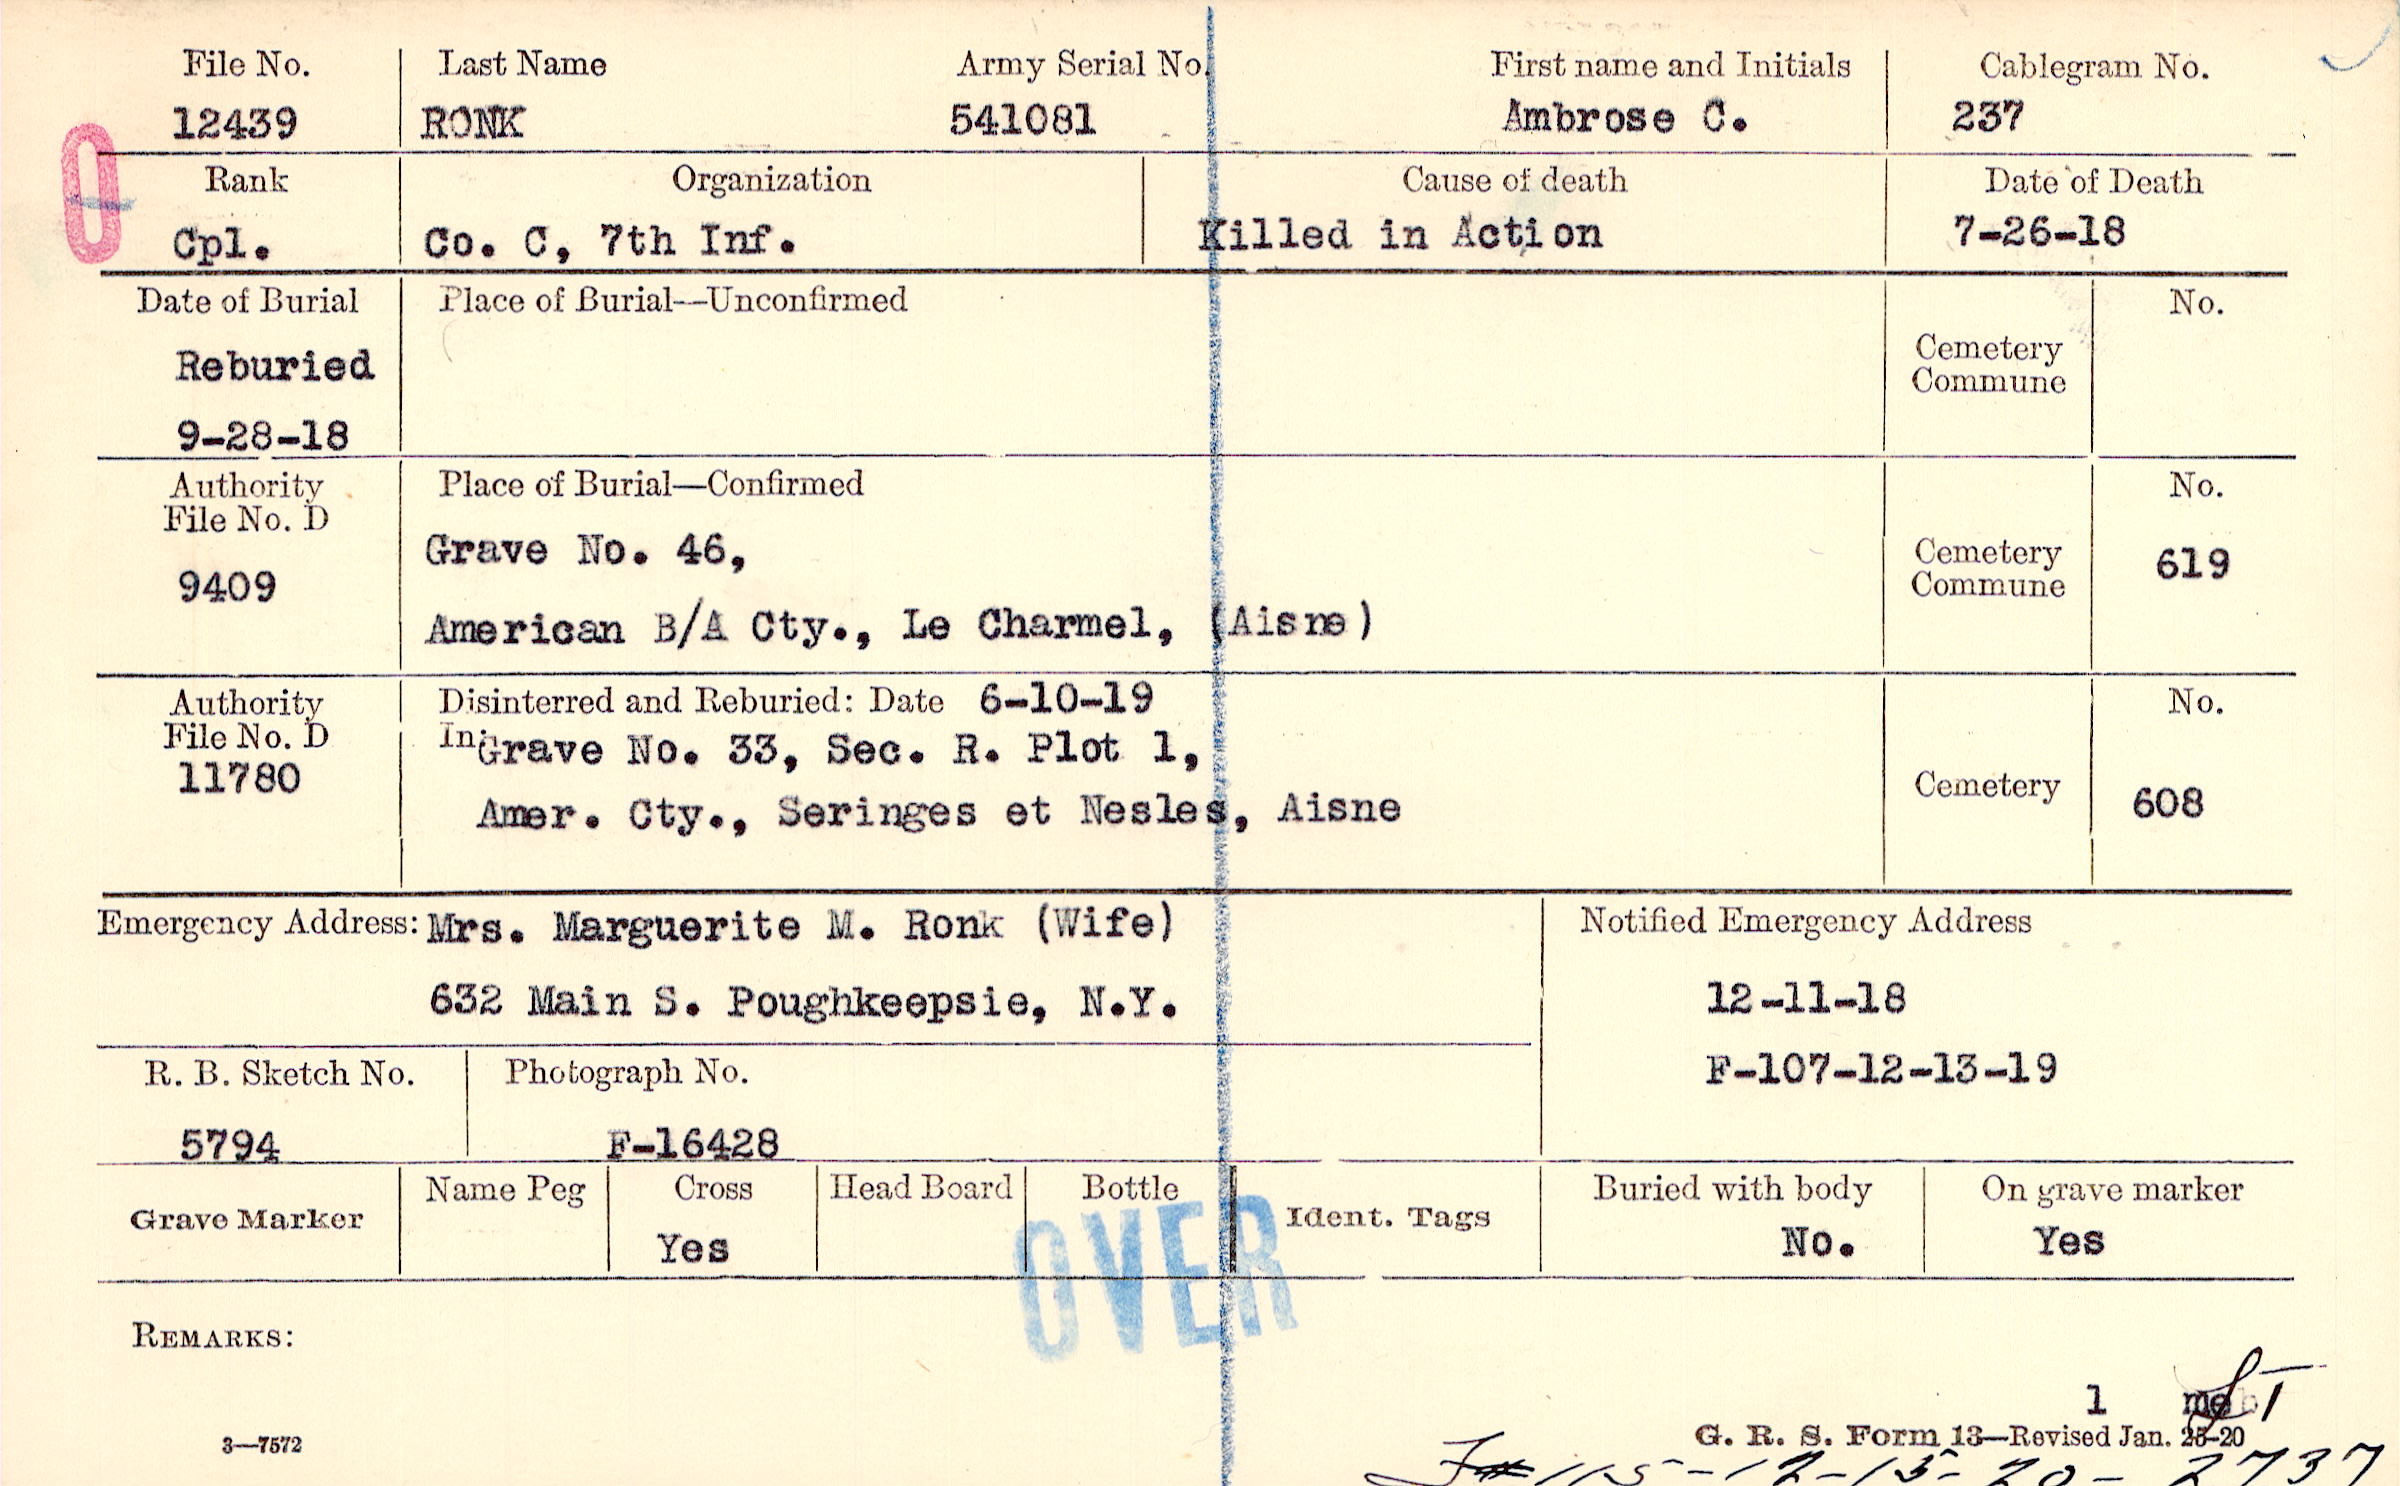 File No. Last Name Army Serial No. First name and Initials Cablegram No.
12439 RONK 541081 Ambrose C. 237
0
Rank Organization Cause of death Date of Death
Cpl. Co. C, 7th Inf. Killed in Action 7-26-18
Date of Burial Place of Burial—Unconfirmed No.
Reburied Cemetery
Commune
9-28-18
Authority Place of Burial—Confirmed No.
File No. D
9409 Grave No. 46, Cemetery 619
Commune
American B/A Cty., Le Charmel, (Aisne)
Authority Disinterred and Reburied: Date 6-10-19 No.
File No. D In: Grave No. 33, Sec. R. Plot 1,
11780 Cemetery 608
Amer. Cty., Seringes et Nesles, Aisne
Emergency Address: Mrs. Marguerite M. Ronk (Wife) Notified Emergency Address
632 Main S. Poughkeepsie, N.Y. 12-11-18
F-107-12-13-19
R. B. Sketch No. Photograph No.
5794 F-16428
Grave Marker Name Peg Cross Head Board Bottle Ident. Tags Buried with body On grave marker
Yes No. Yes
OVER
REMARKS:
1
3—7572 G. R. S. Form 13—Revised Jan. 26-20
115-12-15-20-2737